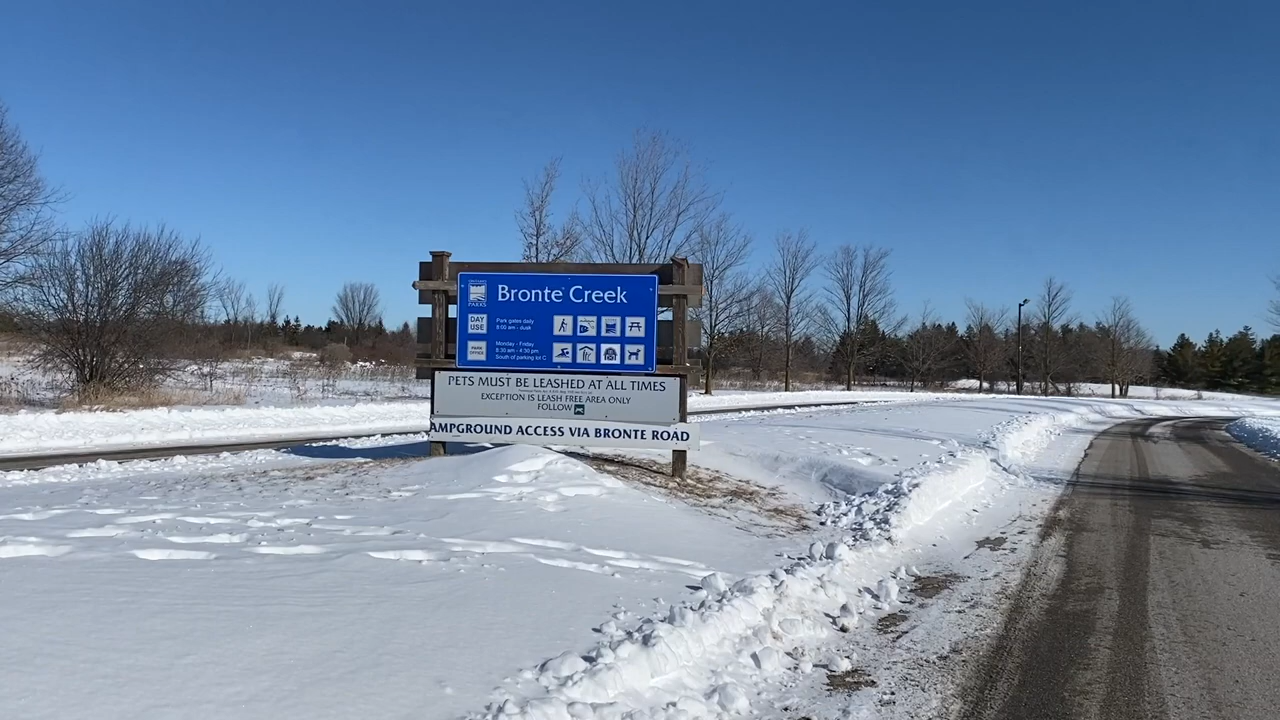 ONTARIO
PARKS
Bronte Creek
DAY
USE
Park gates daily
8:00 am - dusk
PARK
OFFICE
Monday - Friday
8:30 am - 4:30 pm
South of parking lot C
PETS MUST BE LEASHED AT ALL TIMES
EXCEPTION IS LEASH FREE AREA ONLY
FOLLOW
AMPGROUND ACCESS VIA BRONTE ROAD